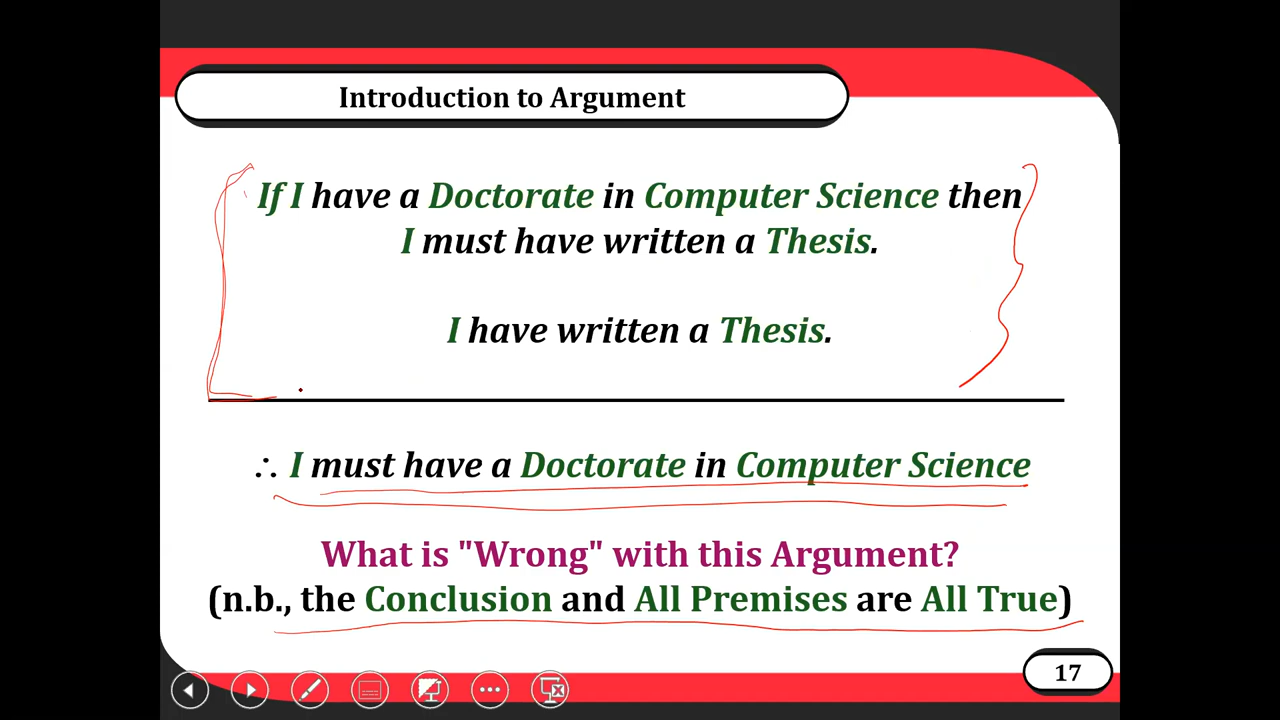 Introduction to Argument
If I have a Doctorate in Computer Science then
I must have written a Thesis.
I have written a Thesis.
∴ I must have a Doctorate in Computer Science
What is "Wrong" with this Argument?
(n.b., the Conclusion and All Premises are All True)
17